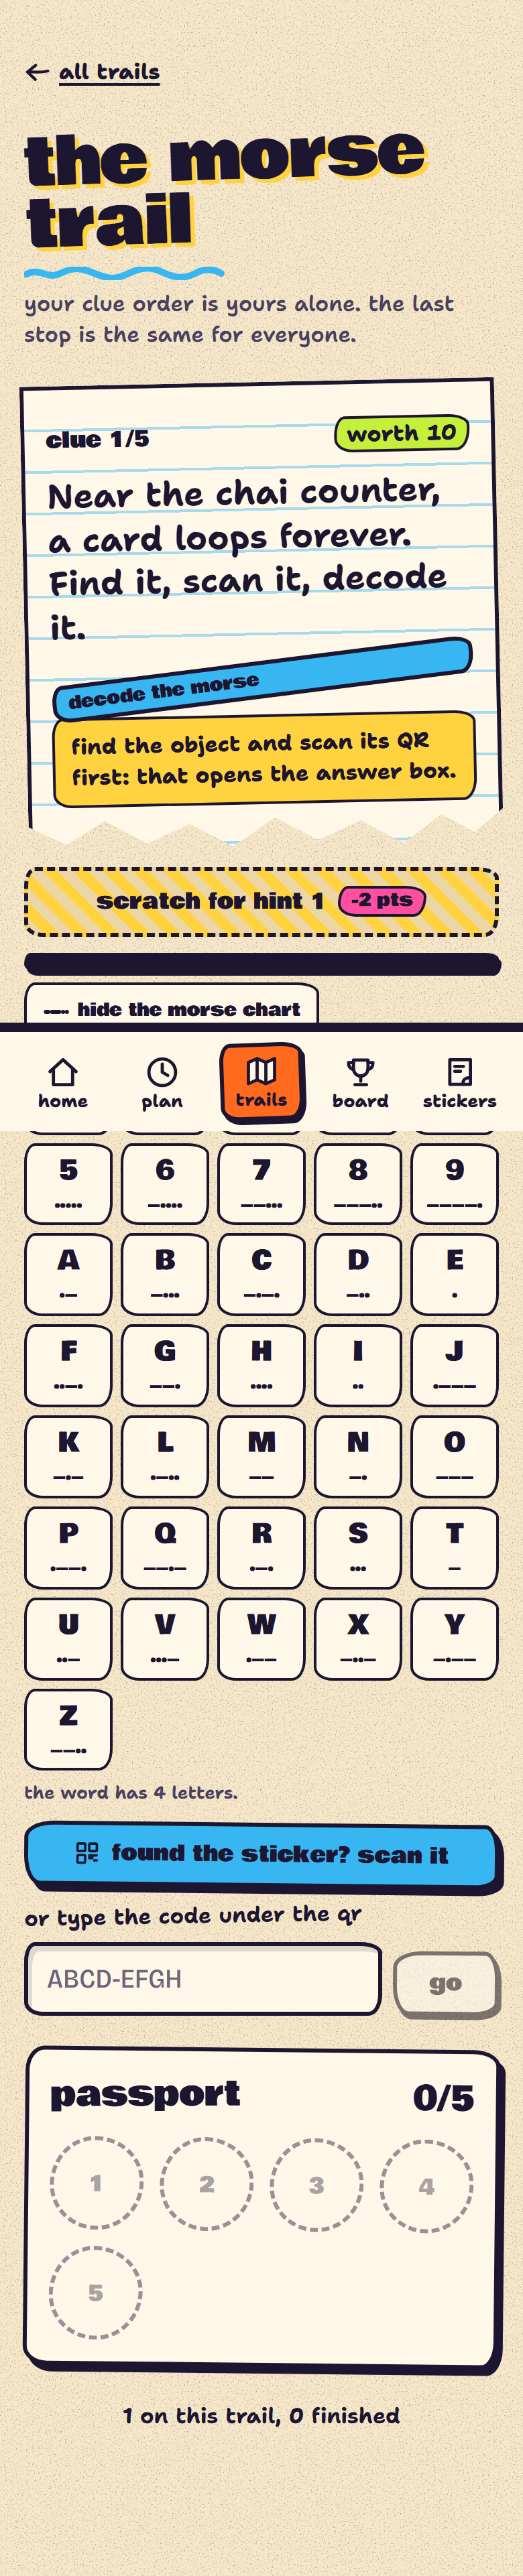 ← all trails
the morse
trail
your clue order is yours alone. the last
stop is the same for everyone.
clue 1/5
worth 10
Near the chai counter,
a card loops forever.
Find it, scan it, decode
it.
decode the morse
find the object and scan its QR
first: that opens the answer box.
scratch for hint 1 -2 pts
hide the morse chart
home plan trails board stickers
5 6 7 8 9
••••• —•••• ——••• ———•• ————•
A B C D E
•— —••• —•—• —•• •
F G H I J
••—• ——• •••• •• •———
K L M N O
—•— •—•• —— —• ———
P Q R S T
•——• ——•— •—• ••• —
U V W X Y
••— •••— •—— —••— —•——
Z
——••
the word has 4 letters.
found the sticker? scan it
or type the code under the qr
ABCD-EFGH
go
passport 0/5
1 2 3 4
5
1 on this trail, 0 finished